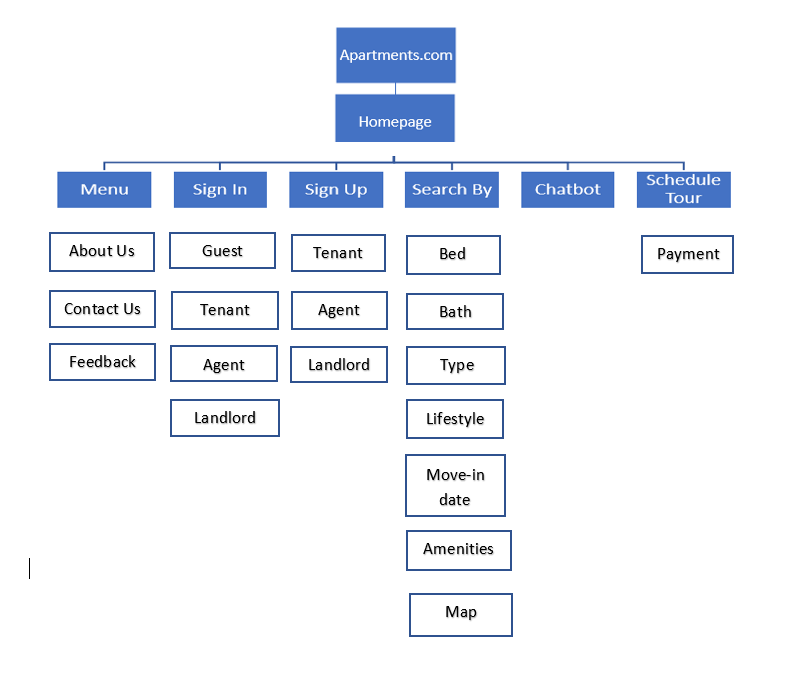 Apartments.com
Homepage
Menu
Sign In
Sign Up
Search By
Chatbot
Schedule
Tour
About Us
Contact Us
Feedback
Guest
Tenant
Agent
Landlord
Tenant
Agent
Landlord
Bed
Bath
Type
Lifestyle
Move-in
date
Amenities
Map
Payment